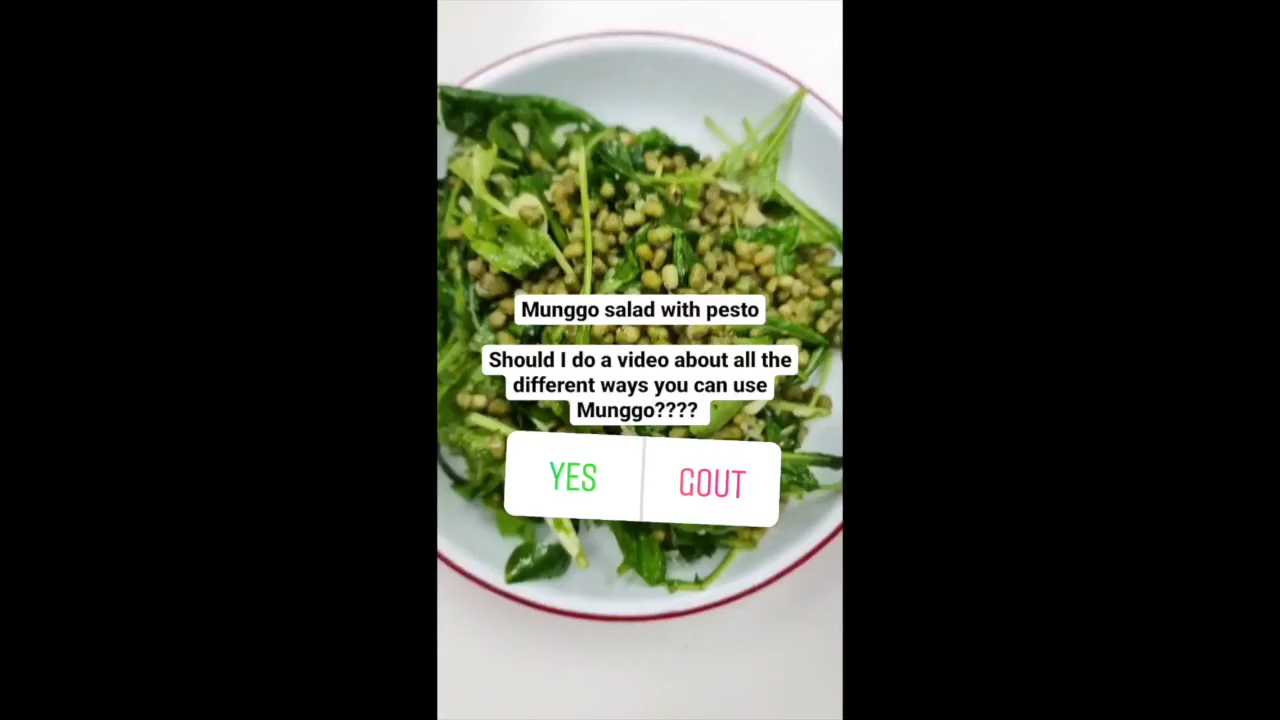 Munggo salad with pesto
Should I do a video about all the
different ways you can use
Munggo????
YES
GOUT